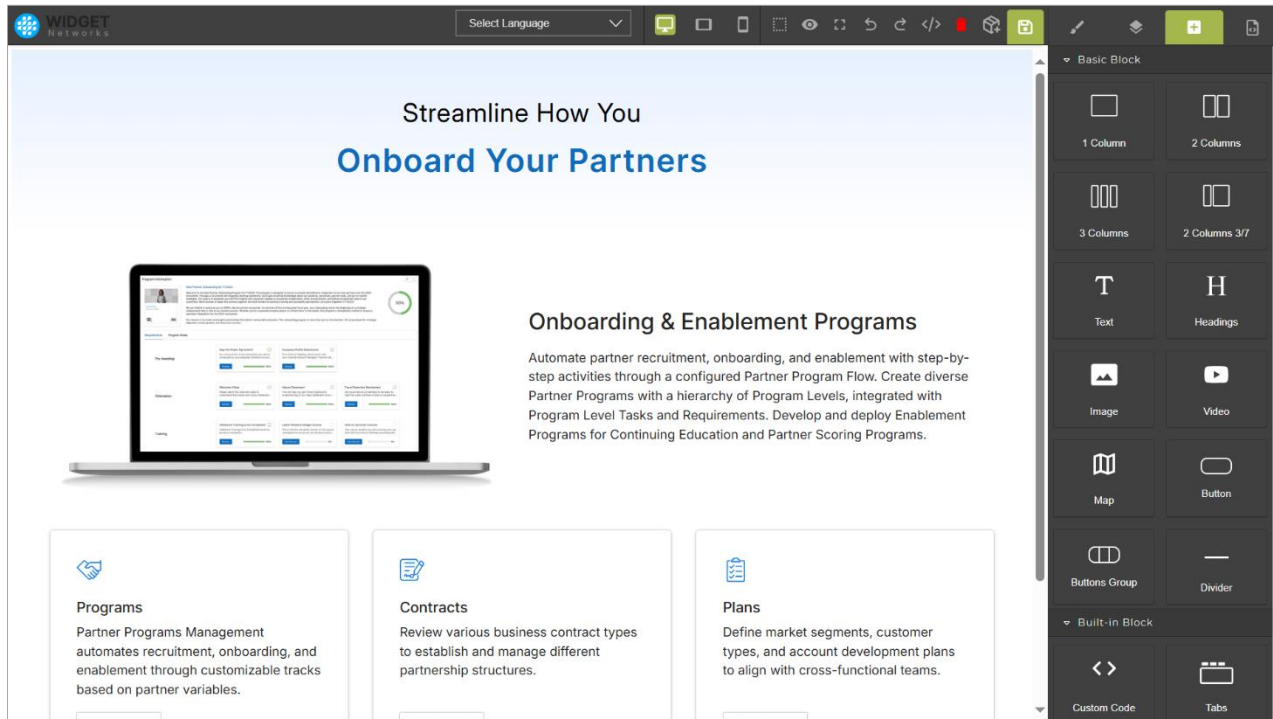 WIDGET
Networks
Select Language
</>
Streamline How You
Onboard Your Partners
Onboarding & Enablement Programs
Automate partner recruitment, onboarding, and enablement with step-by-
step activities through a configured Partner Program Flow. Create diverse
Partner Programs with a hierarchy of Program Levels, integrated with
Program Level Tasks and Requirements. Develop and deploy Enablement
Programs for Continuing Education and Partner Scoring Programs.
Programs
Partner Programs Management
automates recruitment, onboarding, and
enablement through customizable tracks
based on partner variables.
Contracts
Review various business contract types
to establish and manage different
partnership structures.
Plans
Define market segments, customer
types, and account development plans
to align with cross-functional teams.
Basic Block
1 Column
2 Columns
3 Columns
2 Columns 3/7
Text
Headings
Image
Video
Map
Button
Buttons Group
Divider
Built-in Block
Custom Code
Tabs